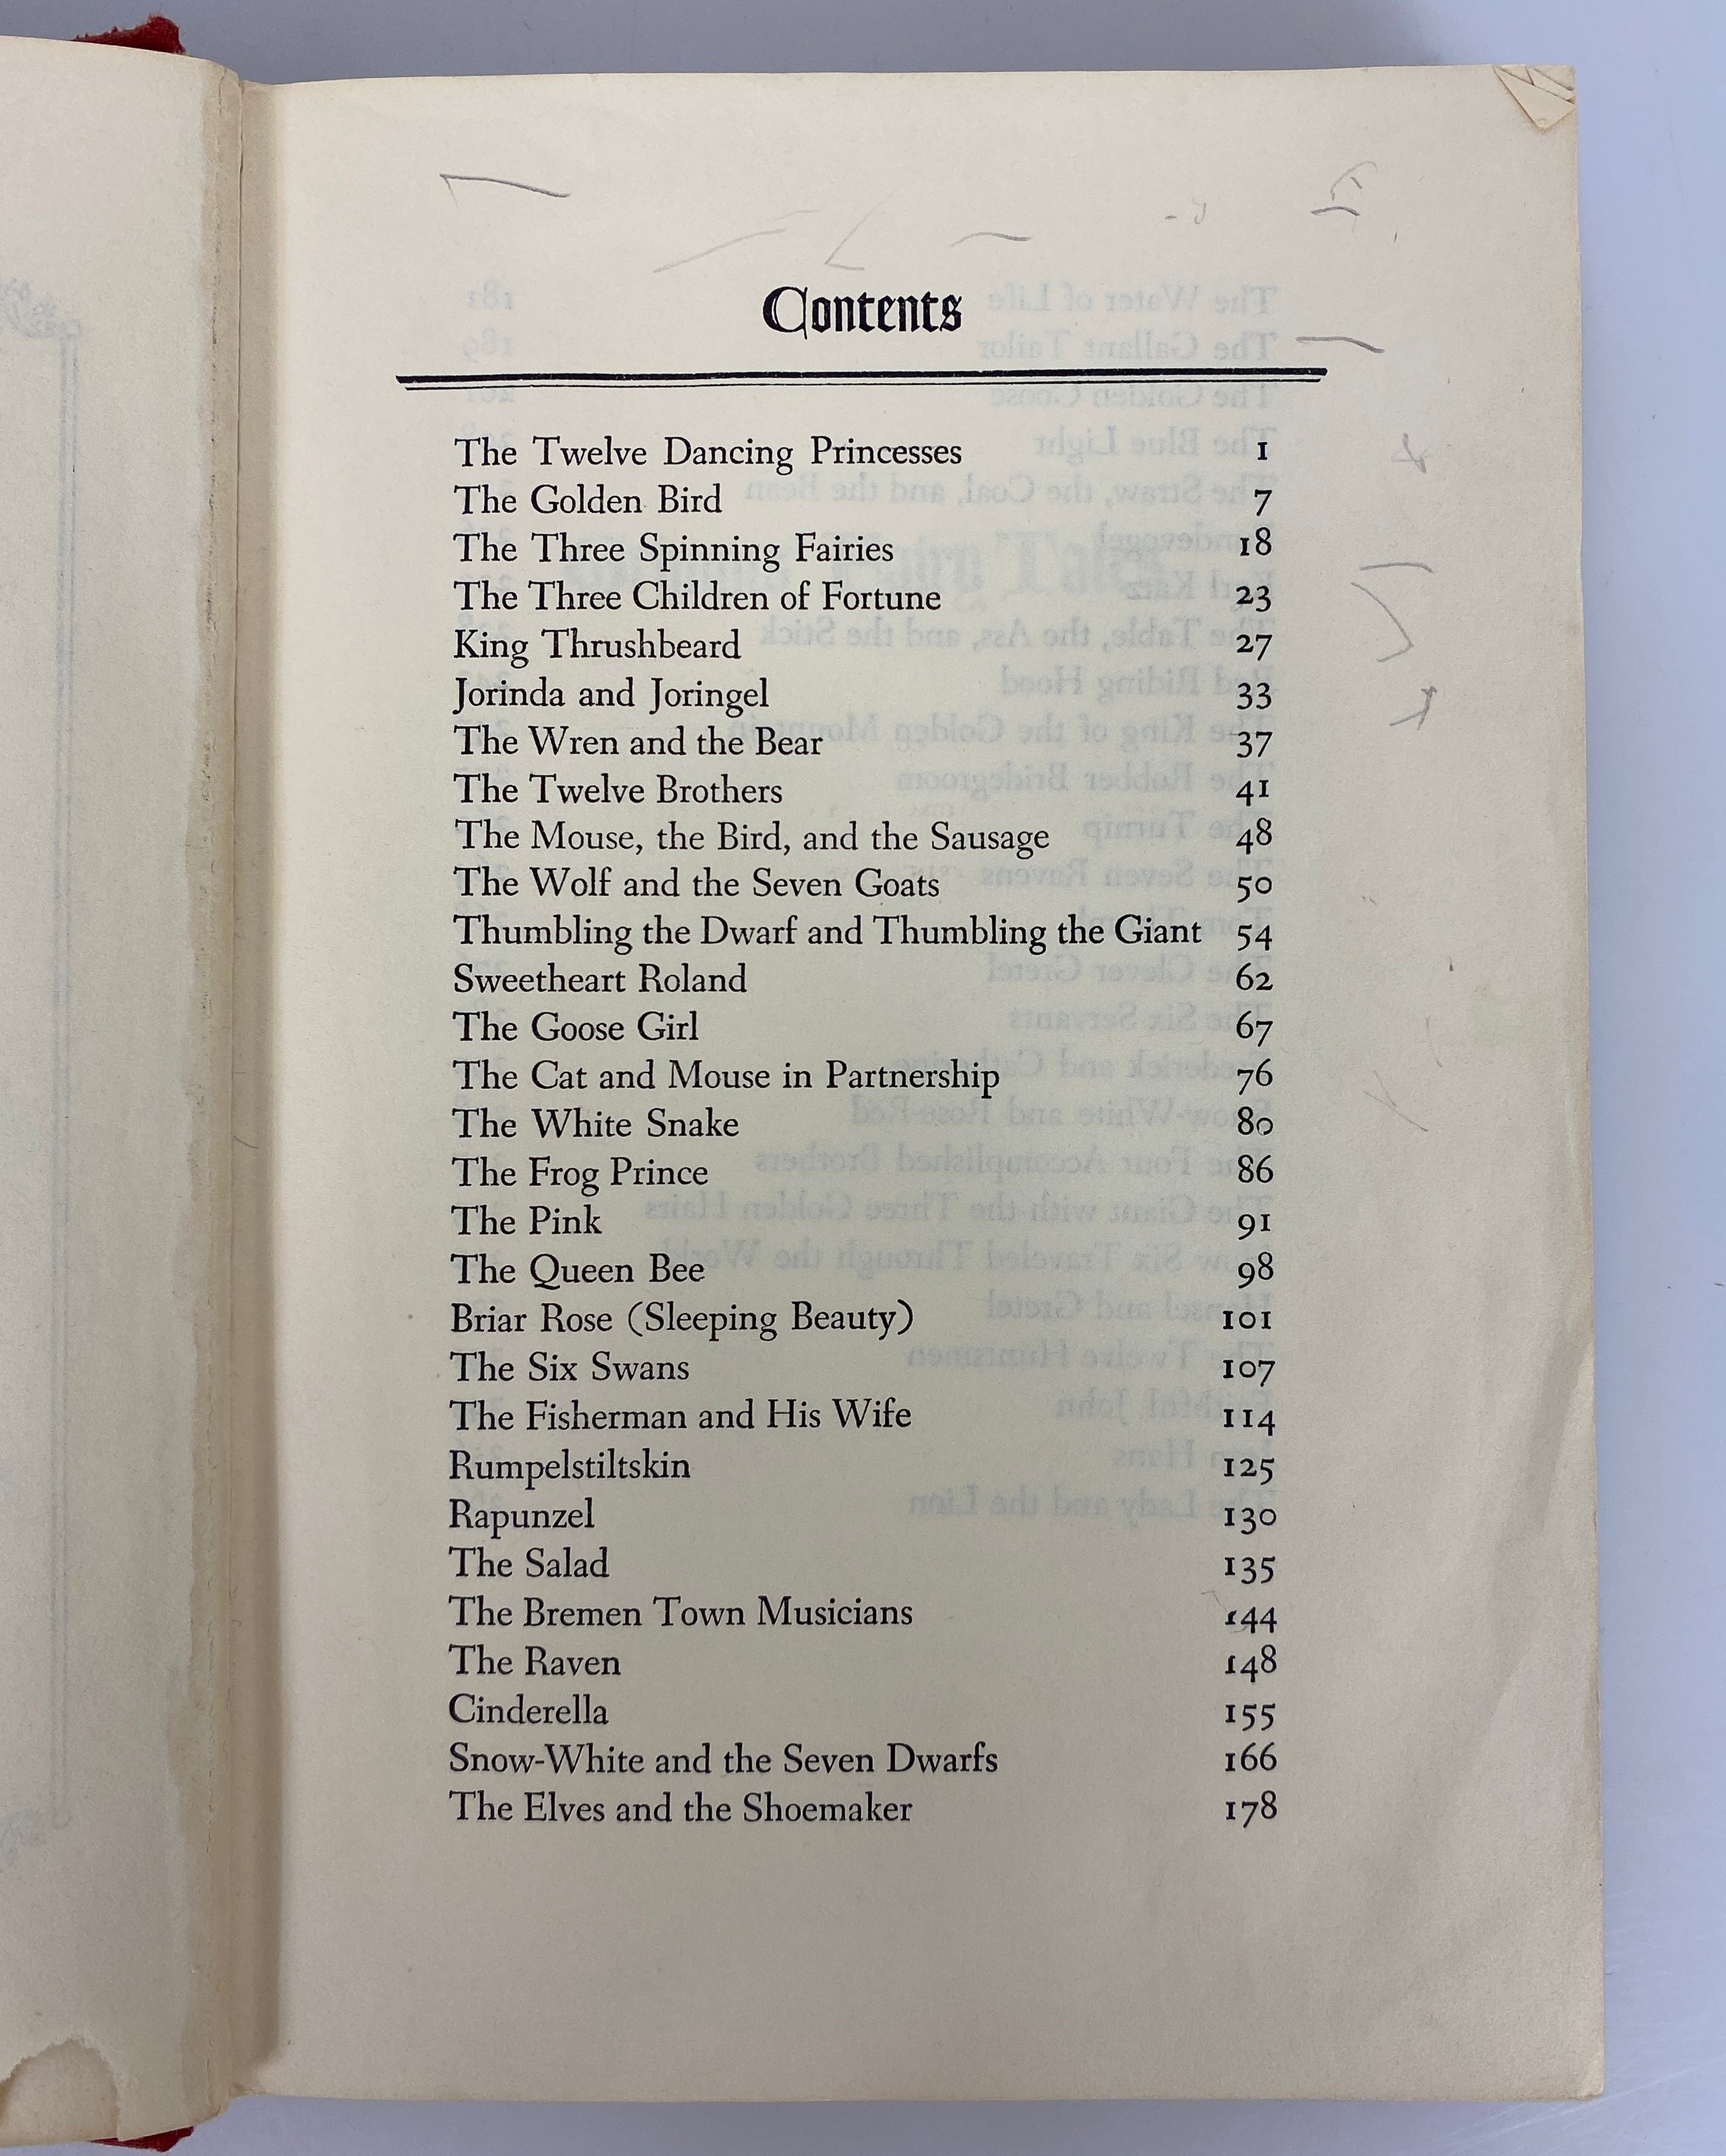 Contents
The Twelve Dancing Princesses 1
The Golden Bird 7
The Three Spinning Fairies 18
The Three Children of Fortune 23
King Thrushbeard 27
Jorinda and Joringel 33
The Wren and the Bear 37
The Twelve Brothers 41
The Mouse, the Bird, and the Sausage 48
The Wolf and the Seven Goats 50
Thumbling the Dwarf and Thumbling the Giant 54
Sweetheart Roland 62
The Goose Girl 67
The Cat and Mouse in Partnership 76
The White Snake 80
The Frog Prince 86
The Pink 91
The Queen Bee 98
Briar Rose (Sleeping Beauty) 101
The Six Swans 107
The Fisherman and His Wife 114
Rumpelstiltskin 125
Rapunzel 130
The Salad 135
The Bremen Town Musicians 144
The Raven 148
Cinderella 155
Snow-White and the Seven Dwarfs 166
The Elves and the Shoemaker 178